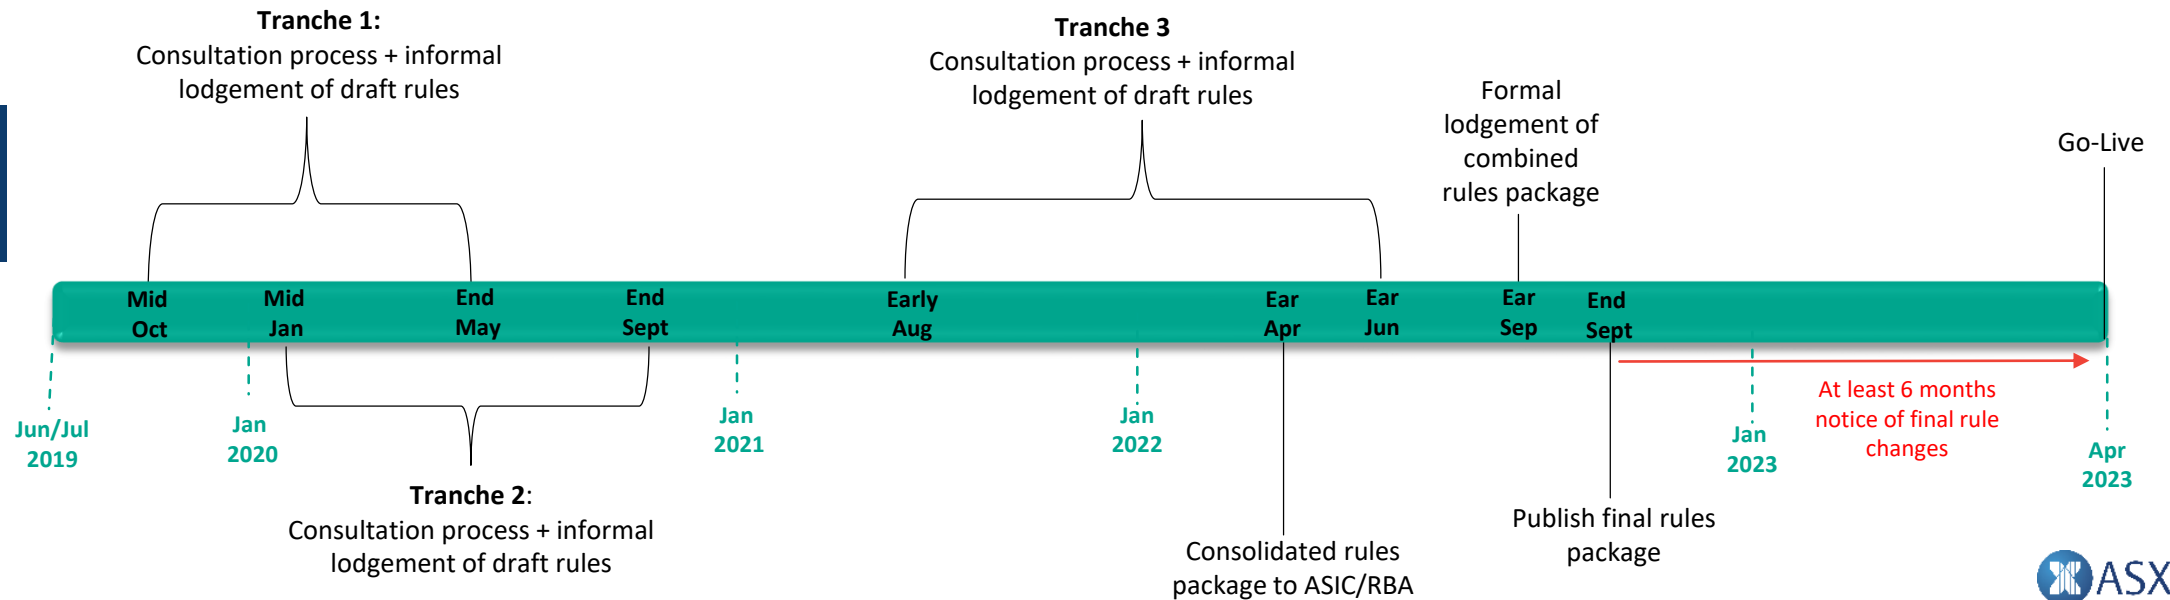 Tranche 1:
Consultation process + informal
lodgement of draft rules
Tranche 3
Consultation process + informal
lodgement of draft rules
Formal
lodgement of
combined
rules package
Go-Live
Mid
Oct
Mid
Jan
End
May
End
Sept
Early
Aug
Ear
Apr
Ear
Jun
Ear
Sep
End
Sept
Jun/Jul
2019
Jan
2020
Jan
2021
Jan
2022
Jan
2023
Apr
2023
At least 6 months
notice of final rule
changes
Tranche 2:
Consultation process + informal
lodgement of draft rules
Consolidated rules
package to ASIC/RBA
Publish final rules
package
ASX